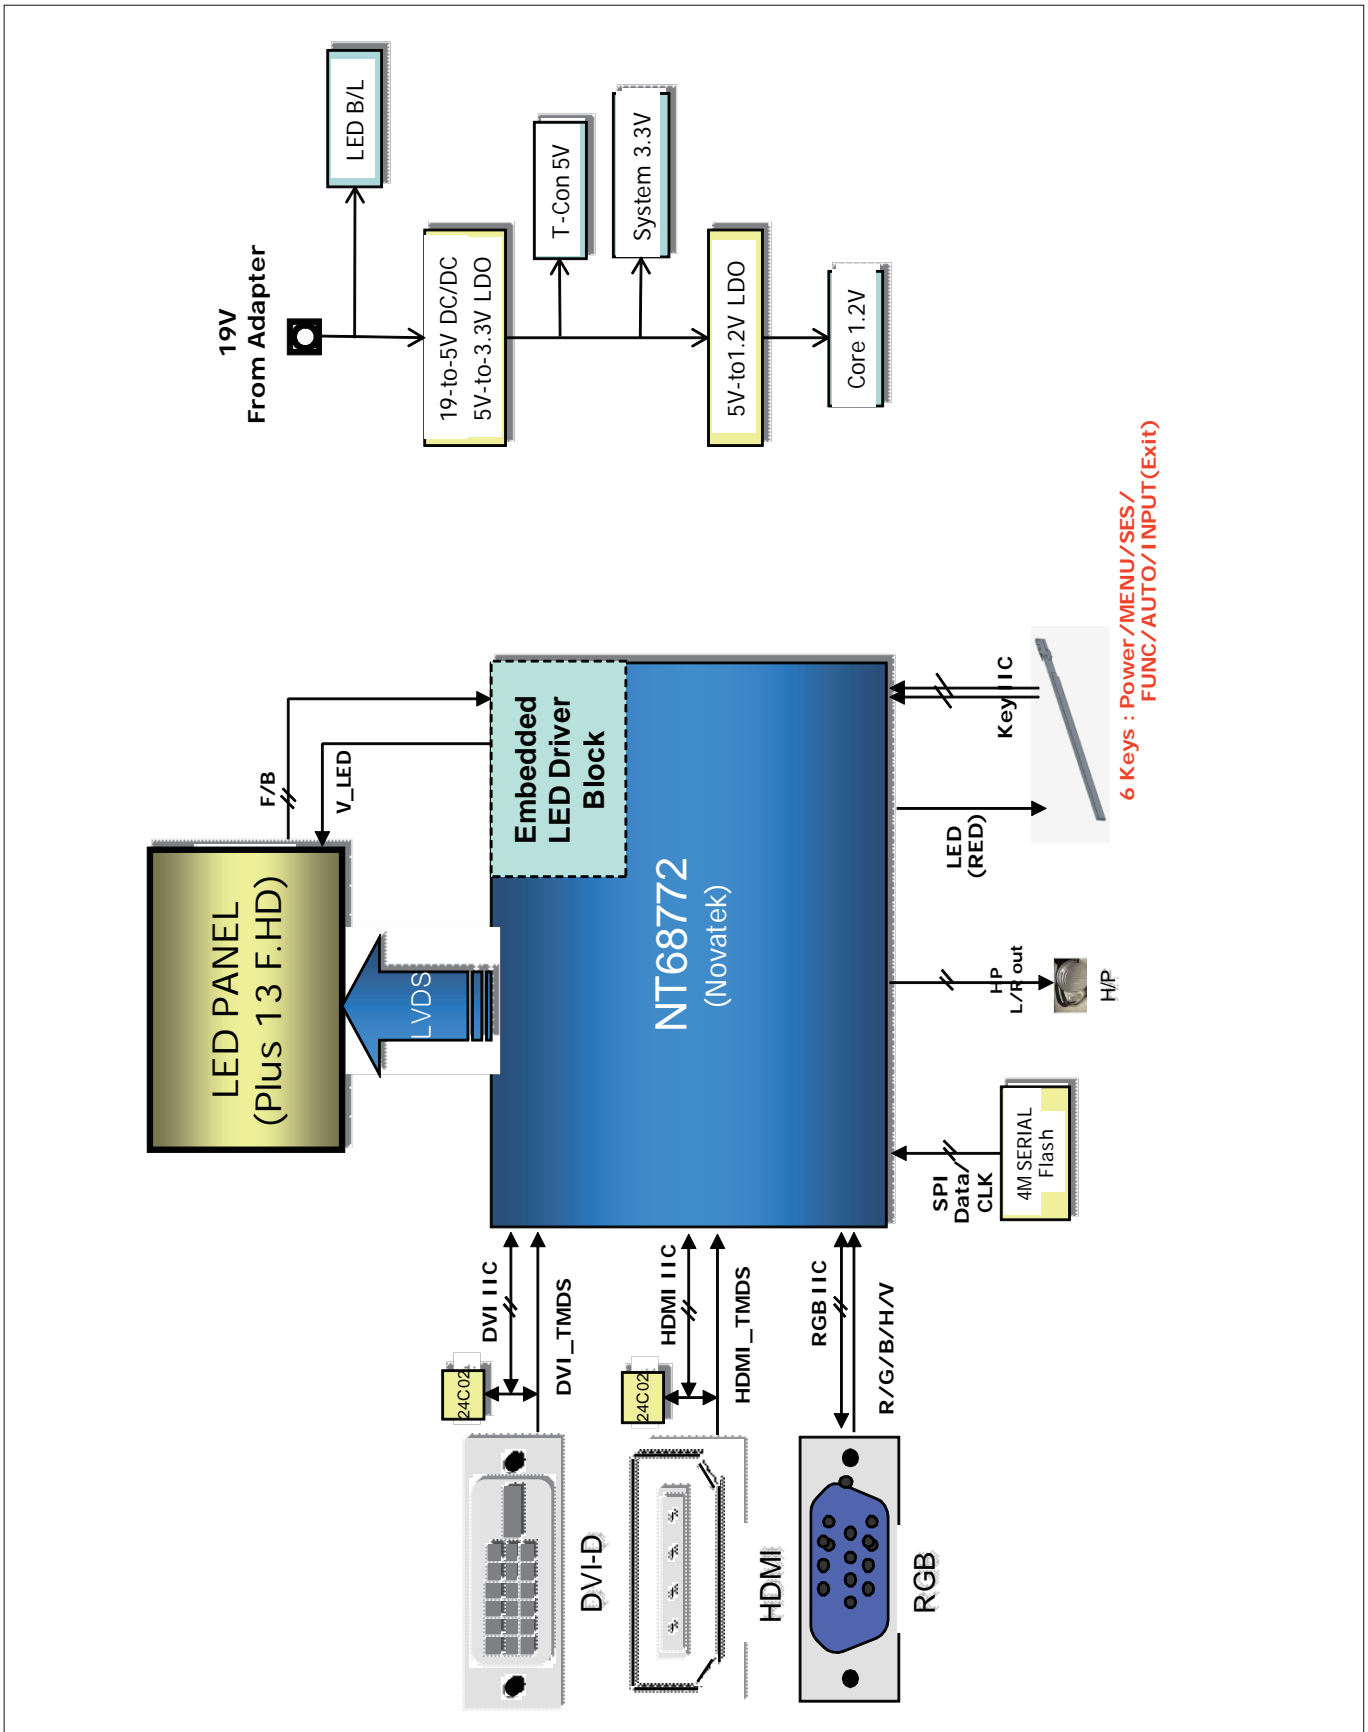 19V
From Adapter
LED B/L
19-to-5V DC/DC
5V-to-3.3V LDO
T-Con 5V
System 3.3V
5V-to1.2V LDO
Core 1.2V
LED PANEL
(Plus 13 F.HD)
F/B
V_LED
LVDS
Embedded
LED Driver
Block
NT68772
(Novatek)
Key IIC
LED
(RED)
6 Keys : Power/MENU/SES/
FUNC/AUTO/INPUT(Exit)
HP
L/R out
H/P
SPI
Data/
CLK
4M SERIAL
Flash
DVI IIC
DVI_TMDS
24C02
DVI-D
HDMI IIC
HDMI_TMDS
24C02
HDMI
RGB IIC
R/G/B/H/V
RGB